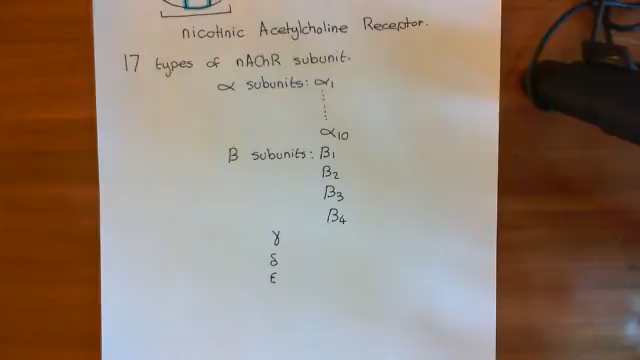 nicotinic Acetylcholine Receptor.
17 types of nAChR subunit.
α subunits: α₁
α₁₀
β subunits: β₁
β₂
β₃
β₄
γ
δ
ε